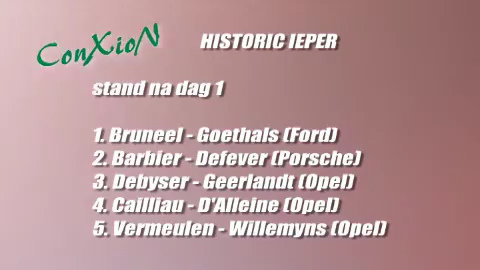 ConXioN
HISTORIC IEPER
stand na dag 1
1. Bruneel - Goethals (Ford)
2. Barbier - Defever (Porsche)
3. Debyser - Geerlandt (Opel)
4. Cailliau - D'Alleine (Opel)
5. Vermeulen - Willemyns (Opel)